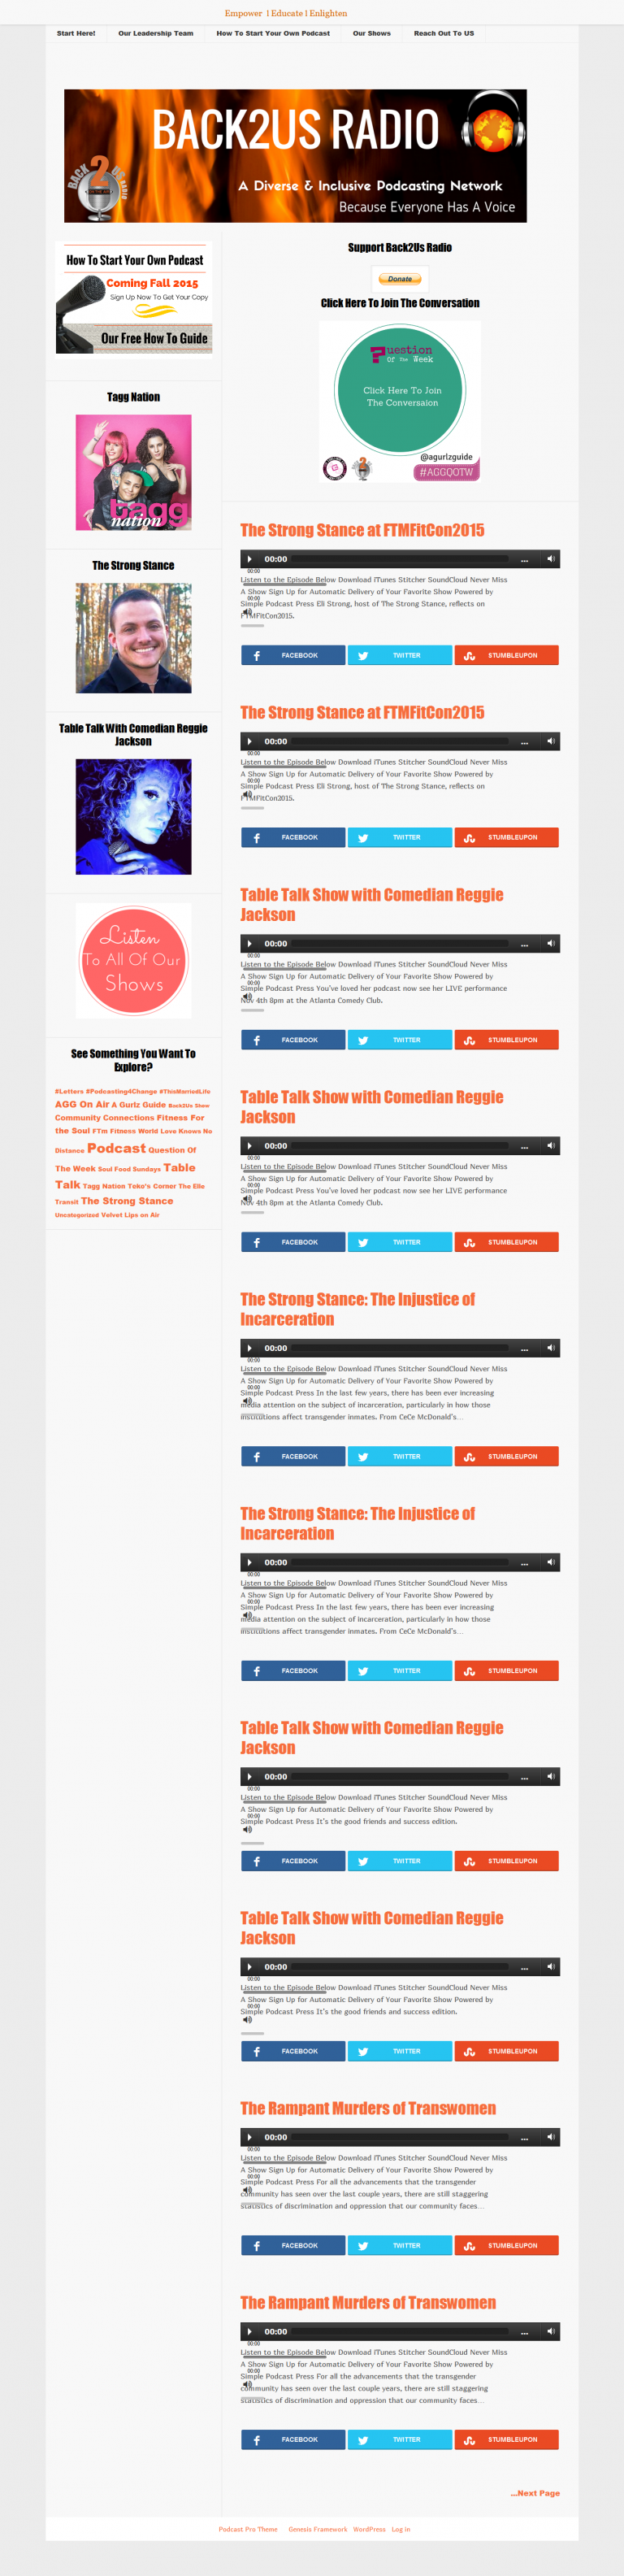 Empower | Educate | Enlighten
Start Here!
Our Leadership Team
How To Start Your Own Podcast
Our Shows
Reach Out To US
BACK2US RADIO
A Diverse & Inclusive Podcasting Network
Because Everyone Has A Voice
BACK 2 US RADIO
How To Start Your Own Podcast
Coming Fall 2015
Sign Up Now To Get Your Copy
Our Free How To Guide
Tagg Nation
tagg
nation
The Strong Stance
Table Talk With Comedian Reggie
Jackson
Listen
To All Of Our
Shows
See Something You Want To
Explore?
#Letters #Podcasting4Change #ThisMarriedLife
AGG On Air A Gurlz Guide Back2Us Show
Community Connections Fitness For
the Soul FTm Fitness World Love Knows No
Distance Podcast Question Of
The Week Soul Food Sundays Table
Talk Tagg Nation Teko's Corner The Elle
Transit The Strong Stance
Uncategorized Velvet Lips on Air
Support Back2Us Radio
Donate
Click Here To Join The Conversation
Question
OF THE Week
Click Here To Join
The Conversaion
@agurlzguide
#AGGQOTW
The Strong Stance at FTMFitCon2015
00:00 ...
00:00
Listen to the Episode Below Download iTunes Stitcher SoundCloud Never Miss
A Show Sign Up for Automatic Delivery of Your Favorite Show Powered by
00:00
Simple Podcast Press Eli Strong, host of The Strong Stance, reflects on
FTMFitCon2015.
FACEBOOK TWITTER STUMBLEUPON
The Strong Stance at FTMFitCon2015
00:00 ...
00:00
Listen to the Episode Below Download iTunes Stitcher SoundCloud Never Miss
A Show Sign Up for Automatic Delivery of Your Favorite Show Powered by
00:00
Simple Podcast Press Eli Strong, host of The Strong Stance, reflects on
FTMFitCon2015.
FACEBOOK TWITTER STUMBLEUPON
Table Talk Show with Comedian Reggie
Jackson
00:00 ...
00:00
Listen to the Episode Below Download iTunes Stitcher SoundCloud Never Miss
A Show Sign Up for Automatic Delivery of Your Favorite Show Powered by
00:00
Simple Podcast Press You've loved her podcast now see her LIVE performance
Nov 4th 8pm at the Atlanta Comedy Club.
FACEBOOK TWITTER STUMBLEUPON
Table Talk Show with Comedian Reggie
Jackson
00:00 ...
00:00
Listen to the Episode Below Download iTunes Stitcher SoundCloud Never Miss
A Show Sign Up for Automatic Delivery of Your Favorite Show Powered by
00:00
Simple Podcast Press You've loved her podcast now see her LIVE performance
Nov 4th 8pm at the Atlanta Comedy Club.
FACEBOOK TWITTER STUMBLEUPON
The Strong Stance: The Injustice of
Incarceration
00:00 ...
00:00
Listen to the Episode Below Download iTunes Stitcher SoundCloud Never Miss
A Show Sign Up for Automatic Delivery of Your Favorite Show Powered by
00:00
Simple Podcast Press In the last few years, there has been ever increasing
media attention on the subject of incarceration, particularly in how those
institutions affect transgender inmates. From CeCe McDonald's...
FACEBOOK TWITTER STUMBLEUPON
The Strong Stance: The Injustice of
Incarceration
00:00 ...
00:00
Listen to the Episode Below Download iTunes Stitcher SoundCloud Never Miss
A Show Sign Up for Automatic Delivery of Your Favorite Show Powered by
00:00
Simple Podcast Press In the last few years, there has been ever increasing
media attention on the subject of incarceration, particularly in how those
institutions affect transgender inmates. From CeCe McDonald's...
FACEBOOK TWITTER STUMBLEUPON
Table Talk Show with Comedian Reggie
Jackson
00:00 ...
00:00
Listen to the Episode Below Download iTunes Stitcher SoundCloud Never Miss
A Show Sign Up for Automatic Delivery of Your Favorite Show Powered by
00:00
Simple Podcast Press It's the good friends and success edition.
FACEBOOK TWITTER STUMBLEUPON
Table Talk Show with Comedian Reggie
Jackson
00:00 ...
00:00
Listen to the Episode Below Download iTunes Stitcher SoundCloud Never Miss
A Show Sign Up for Automatic Delivery of Your Favorite Show Powered by
00:00
Simple Podcast Press It's the good friends and success edition.
FACEBOOK TWITTER STUMBLEUPON
The Rampant Murders of Transwomen
00:00 ...
00:00
Listen to the Episode Below Download iTunes Stitcher SoundCloud Never Miss
A Show Sign Up for Automatic Delivery of Your Favorite Show Powered by
00:00
Simple Podcast Press For all the advancements that the transgender
community has seen over the last couple years, there are still staggering
statistics of discrimination and oppression that our community faces...
FACEBOOK TWITTER STUMBLEUPON
The Rampant Murders of Transwomen
00:00 ...
00:00
Listen to the Episode Below Download iTunes Stitcher SoundCloud Never Miss
A Show Sign Up for Automatic Delivery of Your Favorite Show Powered by
00:00
Simple Podcast Press For all the advancements that the transgender
community has seen over the last couple years, there are still staggering
statistics of discrimination and oppression that our community faces...
FACEBOOK TWITTER STUMBLEUPON
...Next Page
Podcast Pro Theme Genesis Framework WordPress Log in